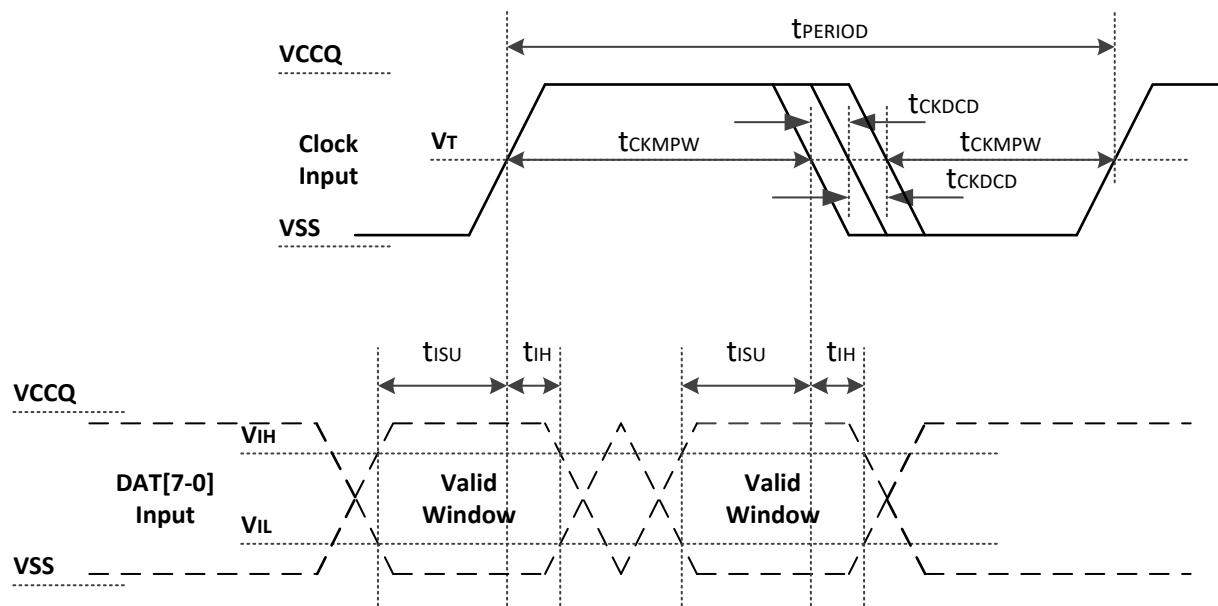 tPERIOD
VCCQ
tCKDCD
Clock
Input
VT
tCKMPW
tCKMPW
tCKDCD
VSS
tISU
tIH
tISU
tIH
VCCQ
VIH
DAT[7-0]
Input
Valid
Window
Valid
Window
VIL
VSS